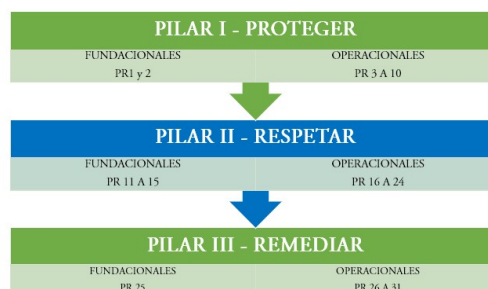 PILAR I - PROTEGER
FUNDACIONALES
PR1 y 2
OPERACIONALES
PR 3 A 10
PILAR II - RESPETAR
FUNDACIONALES
PR 11 A 15
OPERACIONALES
PR 16 A 24
PILAR III - REMEDIAR
FUNDACIONALES
PR 25
OPERACIONALES
PR 26 A 31